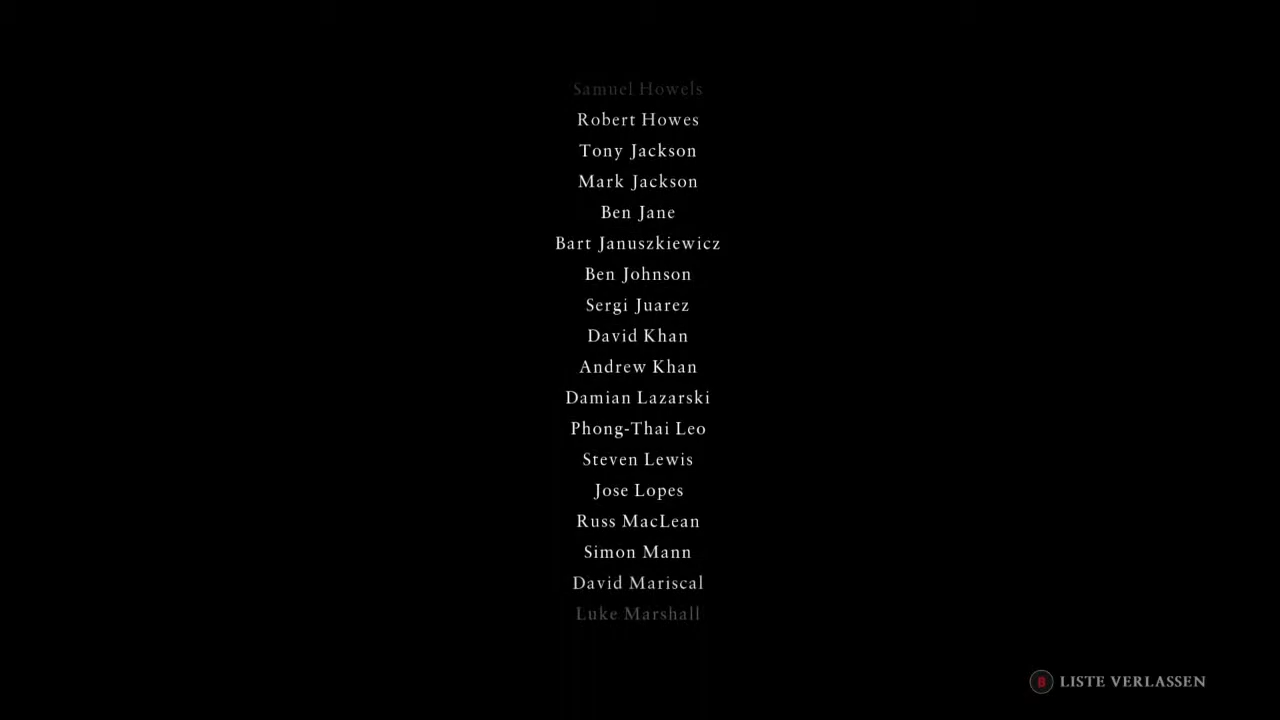 Samuel Howels
Robert Howes
Tony Jackson
Mark Jackson
Ben Jane
Bart Januszkiewicz
Ben Johnson
Sergi Juarez
David Khan
Andrew Khan
Damian Lazarski
Phong-Thai Leo
Steven Lewis
Jose Lopes
Russ MacLean
Simon Mann
David Mariscal
Luke Marshall
B LISTE VERLASSEN